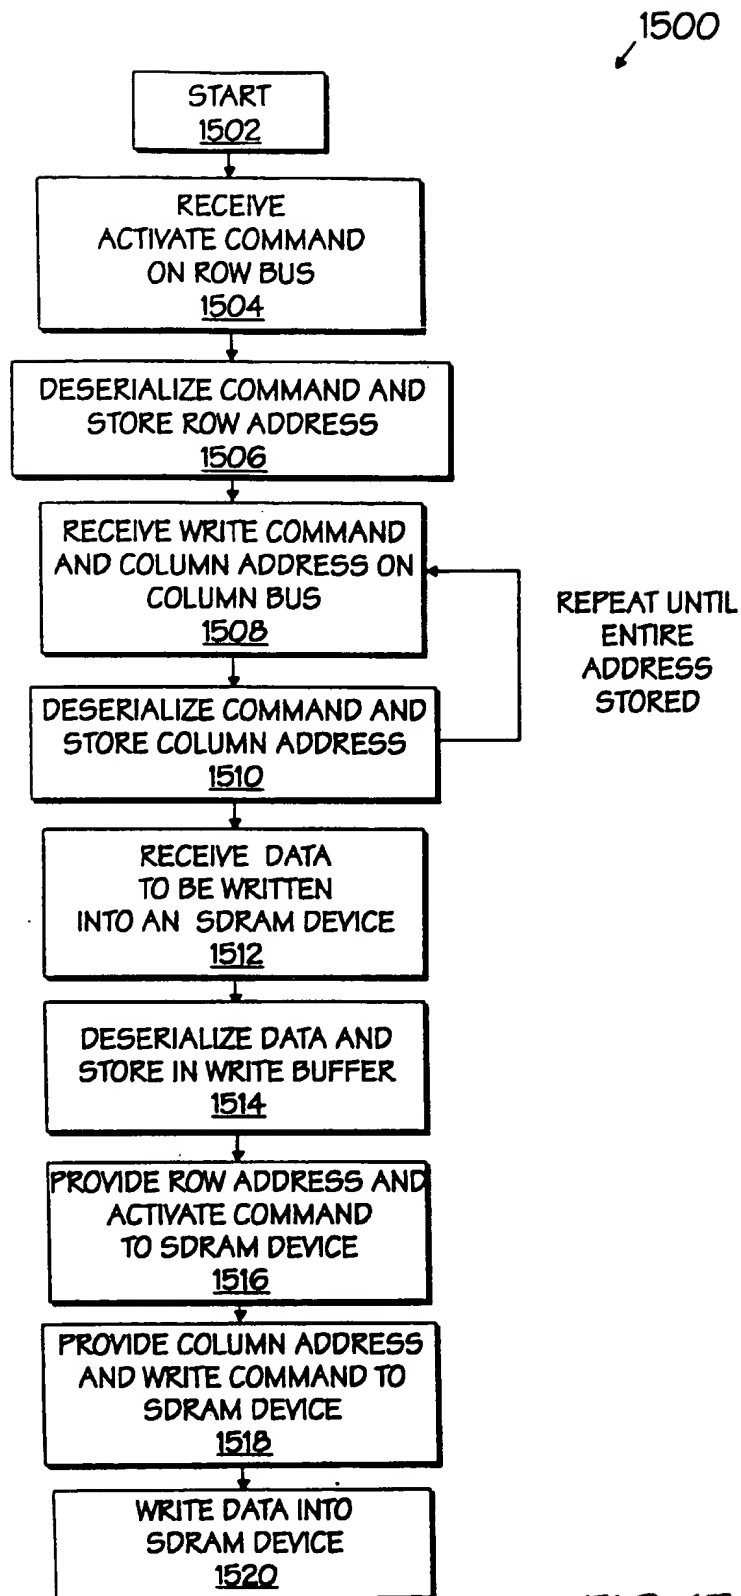 1500
START
1502
RECEIVE
ACTIVATE COMMAND
ON ROW BUS
1504
DESERIALIZE COMMAND AND
STORE ROW ADDRESS
1506
RECEIVE WRITE COMMAND
AND COLUMN ADDRESS ON
COLUMN BUS
1508
REPEAT UNTIL
ENTIRE
ADDRESS
STORED
DESERIALIZE COMMAND AND
STORE COLUMN ADDRESS
1510
RECEIVE DATA
TO BE WRITTEN
INTO AN SDRAM DEVICE
1512
DESERIALIZE DATA AND
STORE IN WRITE BUFFER
1514
PROVIDE ROW ADDRESS AND
ACTIVATE COMMAND
TO SDRAM DEVICE
1516
PROVIDE COLUMN ADDRESS
AND WRITE COMMAND TO
SDRAM DEVICE
1518
WRITE DATA INTO
SDRAM DEVICE
1520